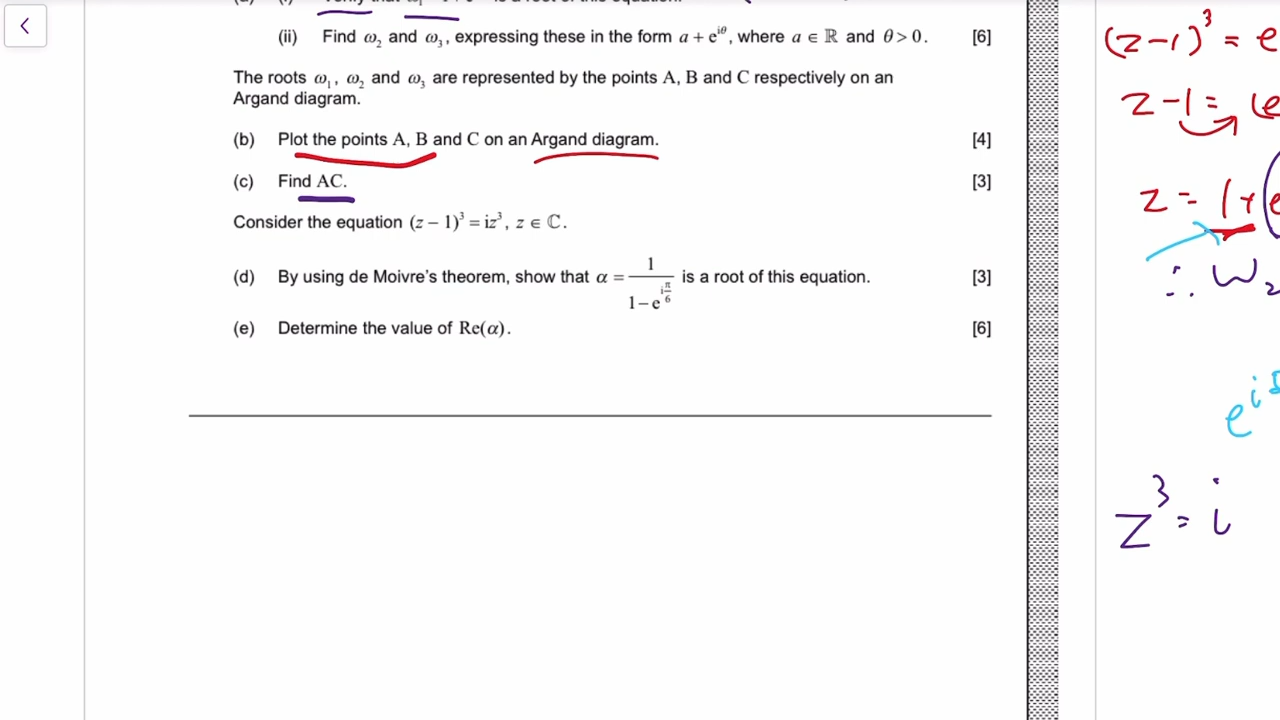 (ii) Find ω₂ and ω₃, expressing these in the form a + e^{iθ}, where a ∈ ℝ and θ > 0. [6]
The roots ω₁, ω₂ and ω₃ are represented by the points A, B and C respectively on an
Argand diagram.
(b) Plot the points A, B and C on an Argand diagram. [4]
(c) Find AC. [3]
Consider the equation (z − 1)³ = iz³, z ∈ ℂ.
(d) By using de Moivre's theorem, show that α = 1/(1−e^{iπ/6}) is a root of this equation. [3]
(e) Determine the value of Re(α). [6]
(z−1)³ = e
z−1 = (e
z = 1+(e
∴ ω₂
e^i
z³ = i